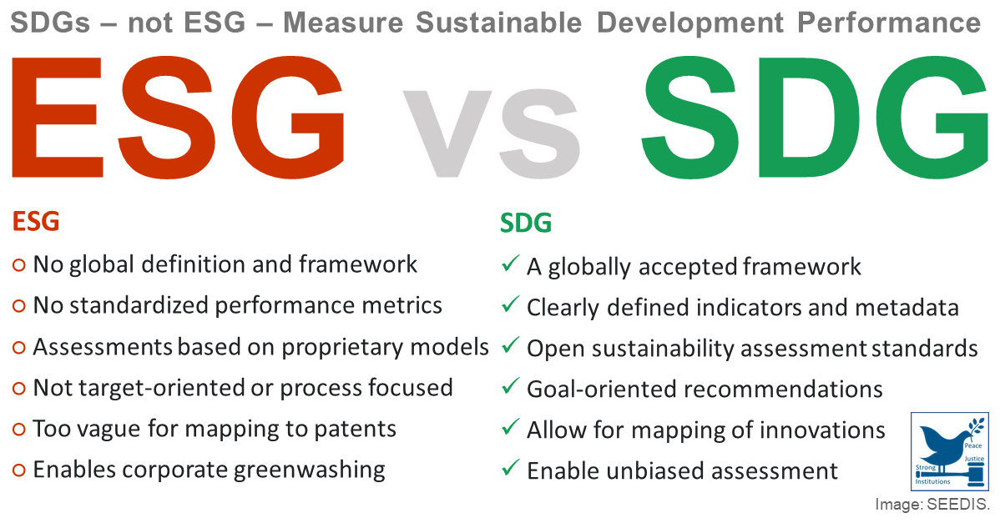 SDGs – not ESG – Measure Sustainable Development Performance
ESG vs SDG
ESG
No global definition and framework
No standardized performance metrics
Assessments based on proprietary models
Not target-oriented or process focused
Too vague for mapping to patents
Enables corporate greenwashing
SDG
A globally accepted framework
Clearly defined indicators and metadata
Open sustainability assessment standards
Goal-oriented recommendations
Allow for mapping of innovations
Enable unbiased assessment
Peace
Justice
Strong
Institutions
Image: SEEDIS.